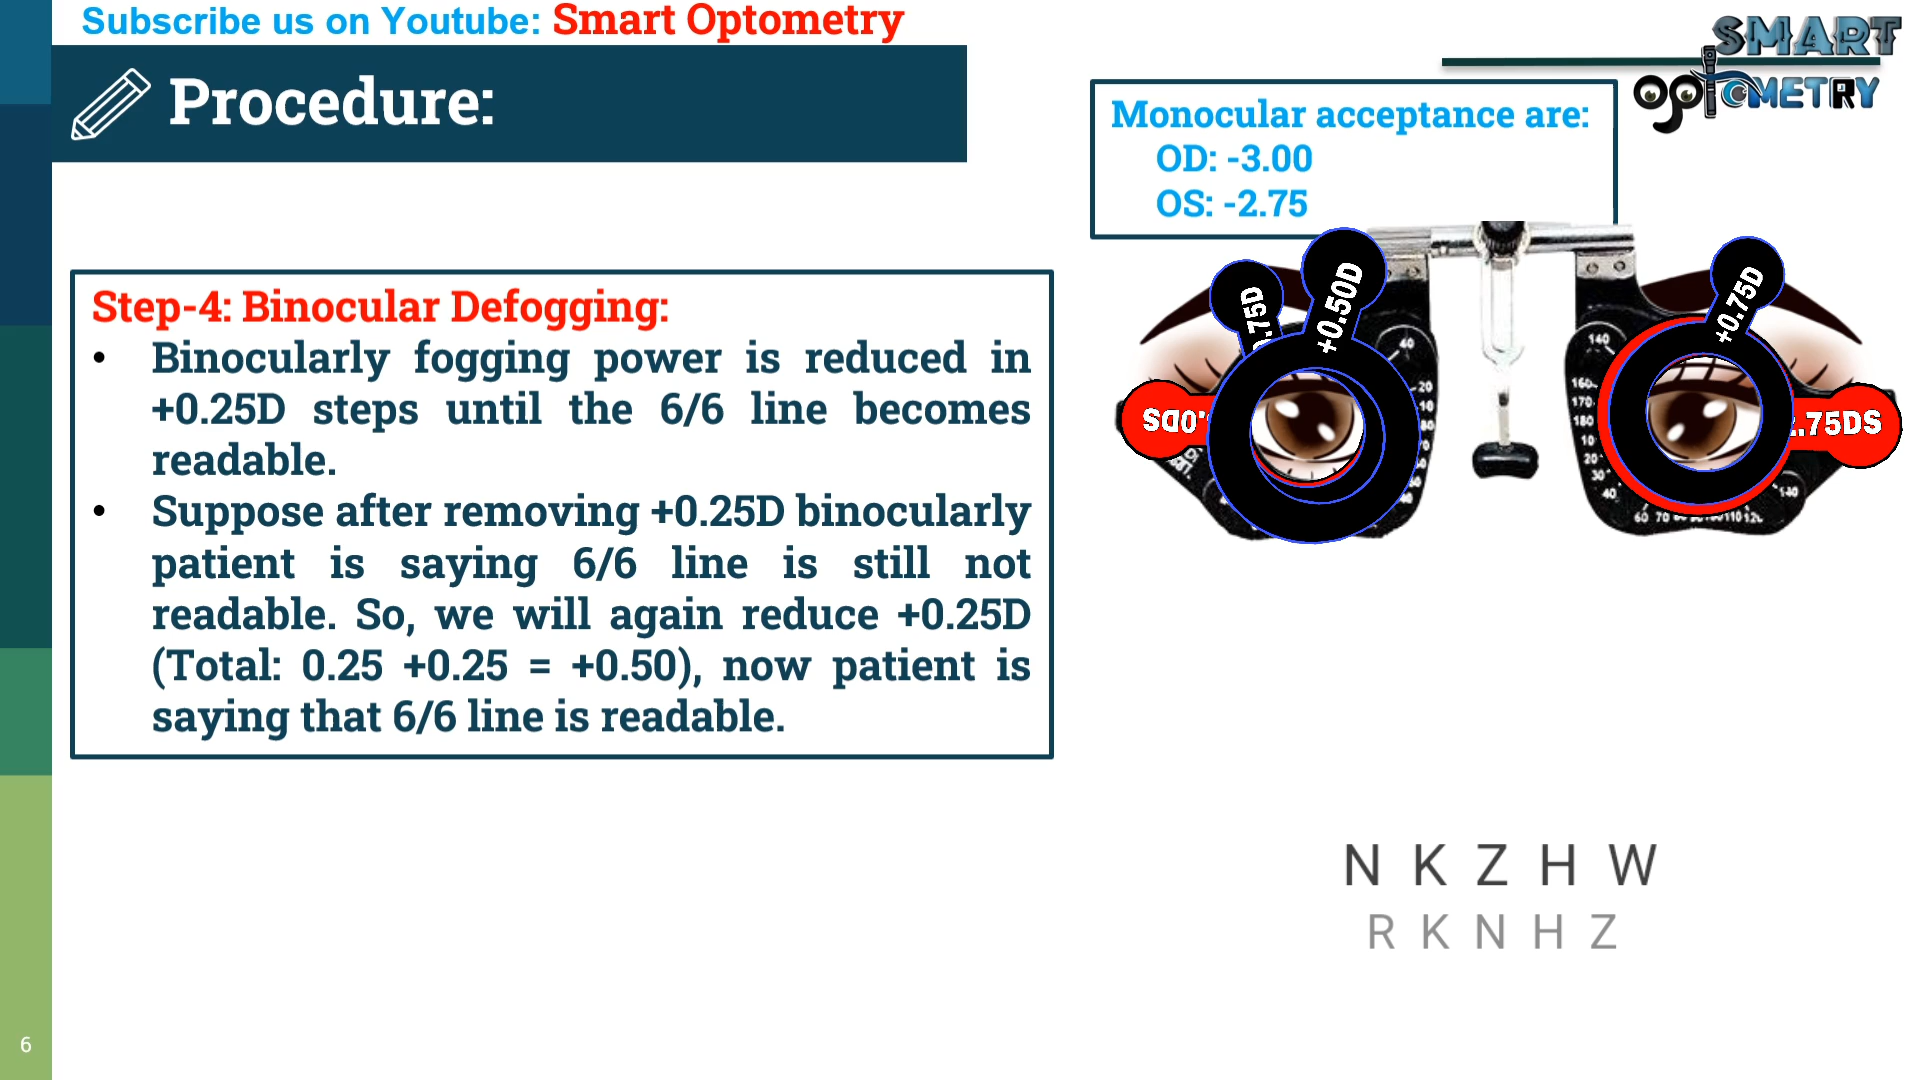 Subscribe us on Youtube: Smart Optometry
SMART
OptOMETRY
Procedure:
Monocular acceptance are:
OD: -3.00
OS: -2.75
Step-4: Binocular Defogging:
• Binocularly fogging power is reduced in
+0.25D steps until the 6/6 line becomes
readable.
• Suppose after removing +0.25D binocularly
patient is saying 6/6 line is still not
readable. So, we will again reduce +0.25D
(Total: 0.25 +0.25 = +0.50), now patient is
saying that 6/6 line is readable.
+0.50D
+0.75D
.75D
.0DS
.75DS
N K Z H W
R K N H Z
6